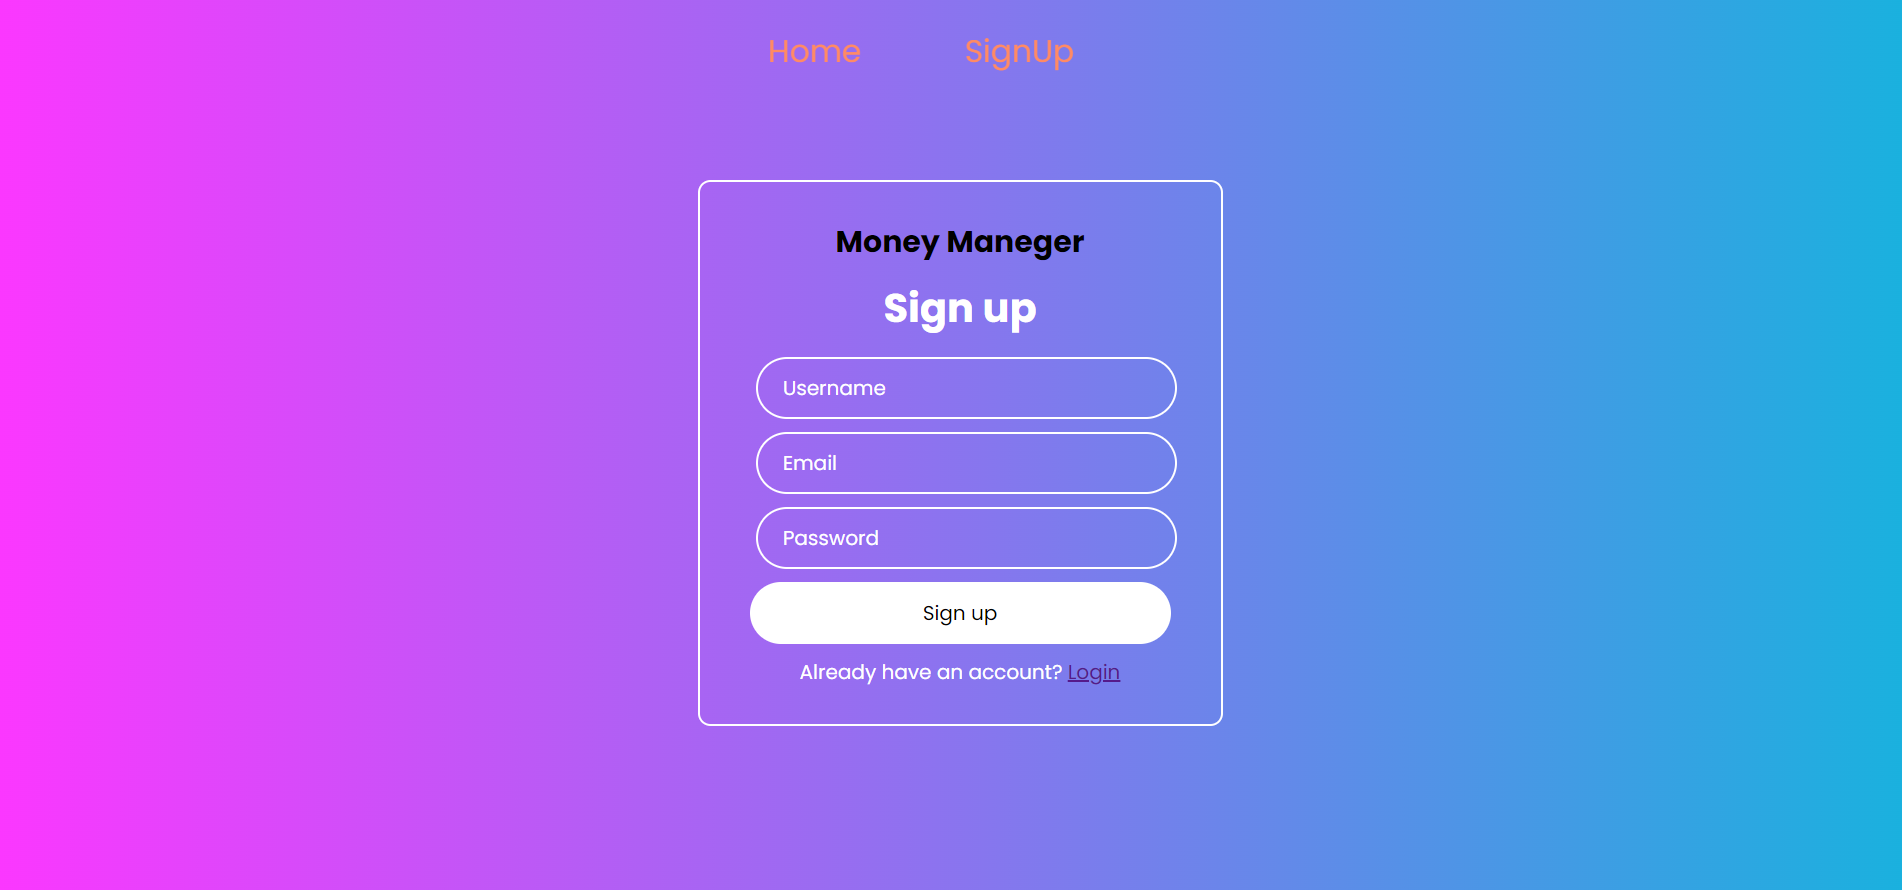 Home SignUp
Money Maneger
Sign up
Username
Email
Password
Sign up
Already have an account? Login